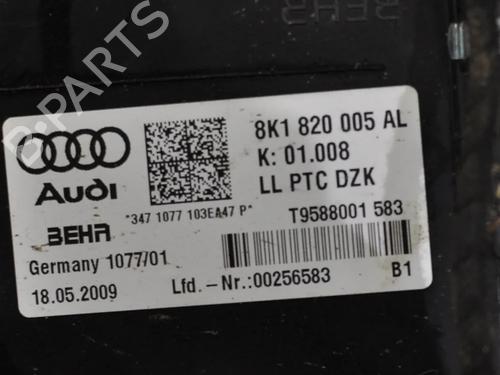 BEHR
B-PARTS
8K1 820 005 AL
K: 01.008
LL PTC DZK
Audi
*347 1077 103EA47 P*
T9588001 583
BEHR
Germany 1077/01
18.05.2009
Lfd.-Nr.:00256583
B1